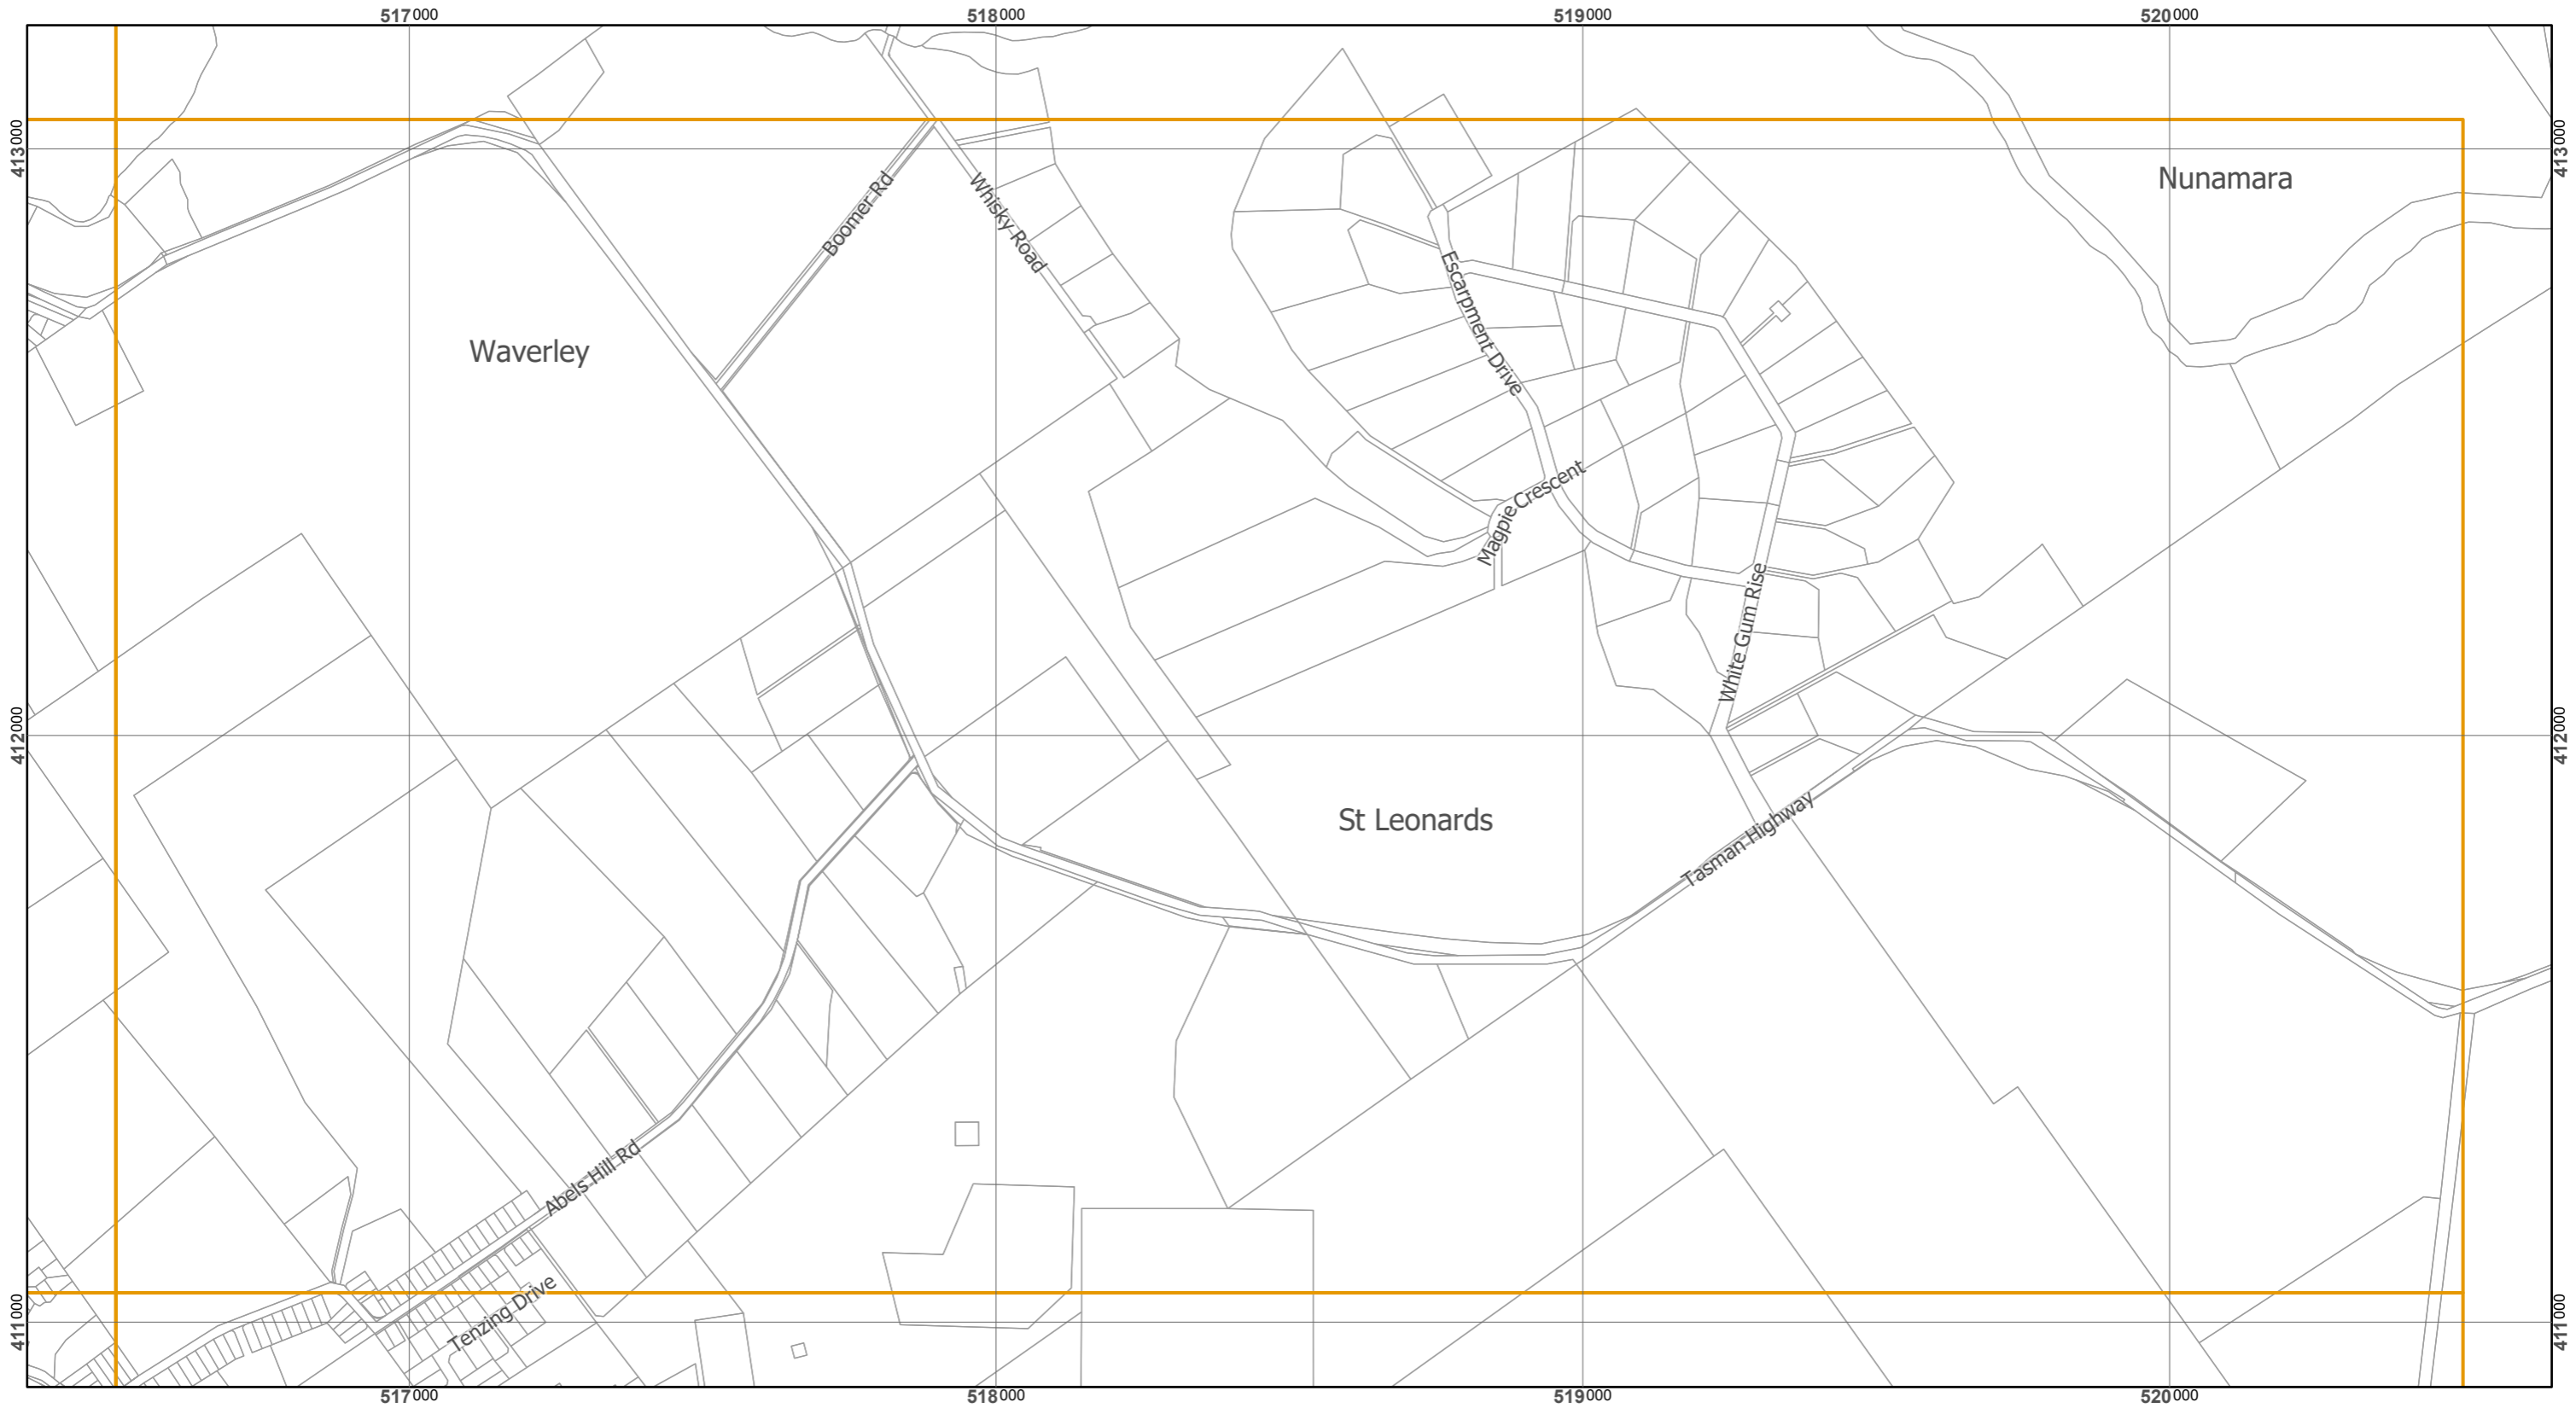 517000 518000 519000 520000
413000 413000
Nunamara
Boomer Rd
Whisky Road
Escarpment Drive
Waverley
Magpie Crescent
White Gum Rise
412000 412000
St Leonards
Tasman Highway
Abels Hill Rd
Tenzing Drive
411000 411000
517000 518000 519000 520000